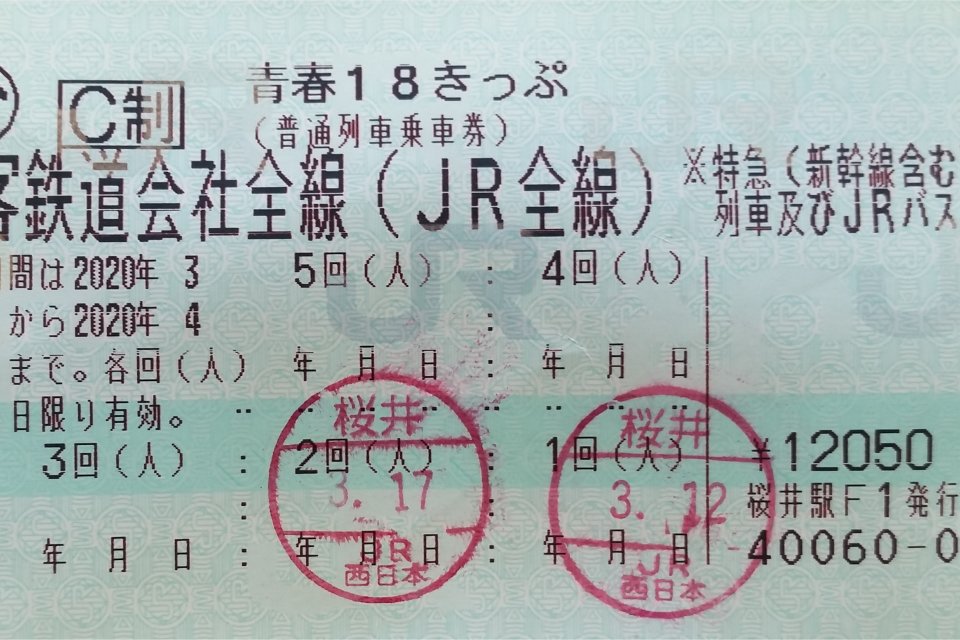 C制
青春18きっぷ
(普通列車乗車券)
客鉄道会社全線(JR全線)
※特急(新幹線含む
列車及びJRバス
間は2020年 3
から2020年 4
まで。各回(人)
日限り有効。
5回(人) : 4回(人)
年 月 日 : 年 月 日
3回(人) : 2回(人) : 1回(人)
年 月 日 : 年 月 日 : 年 月 日
桜井
3. 17
JR
西日本
桜井
3. 12
JR
西日本
¥12050
桜井駅F1発行
40060-0